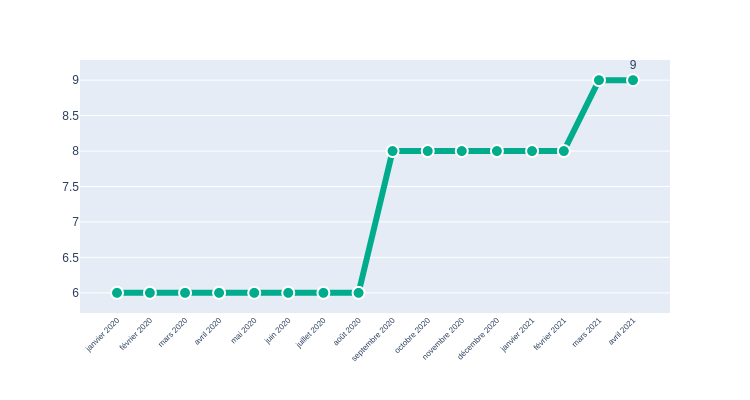 9
9
8.5
8
7.5
7
6.5
6
janvier 2020
février 2020
mars 2020
avril 2020
mai 2020
juin 2020
juillet 2020
août 2020
septembre 2020
octobre 2020
novembre 2020
décembre 2020
janvier 2021
février 2021
mars 2021
avril 2021